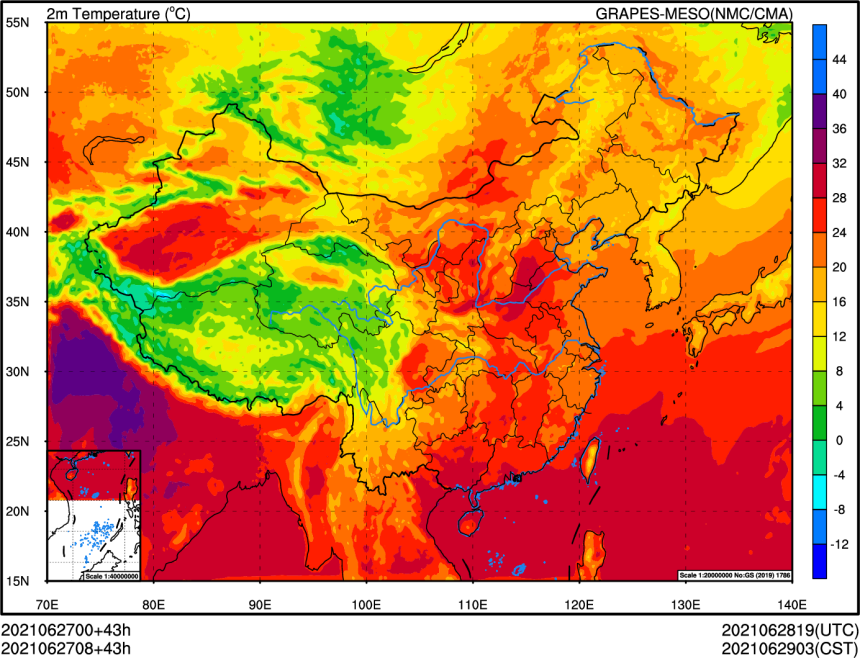 2m Temperature (°C) GRAPES-MESO(NMC/CMA)
55N
50N
45N
40N
35N
30N
25N
20N
15N
44
40
36
32
28
24
20
16
12
8
4
0
-4
-8
-12
Scale 1:40000000
Scale 1:20000000 No:GS (2019) 1786
70E 80E 90E 100E 110E 120E 130E 140E
2021062700+43h 2021062819(UTC)
2021062708+43h 2021062903(CST)